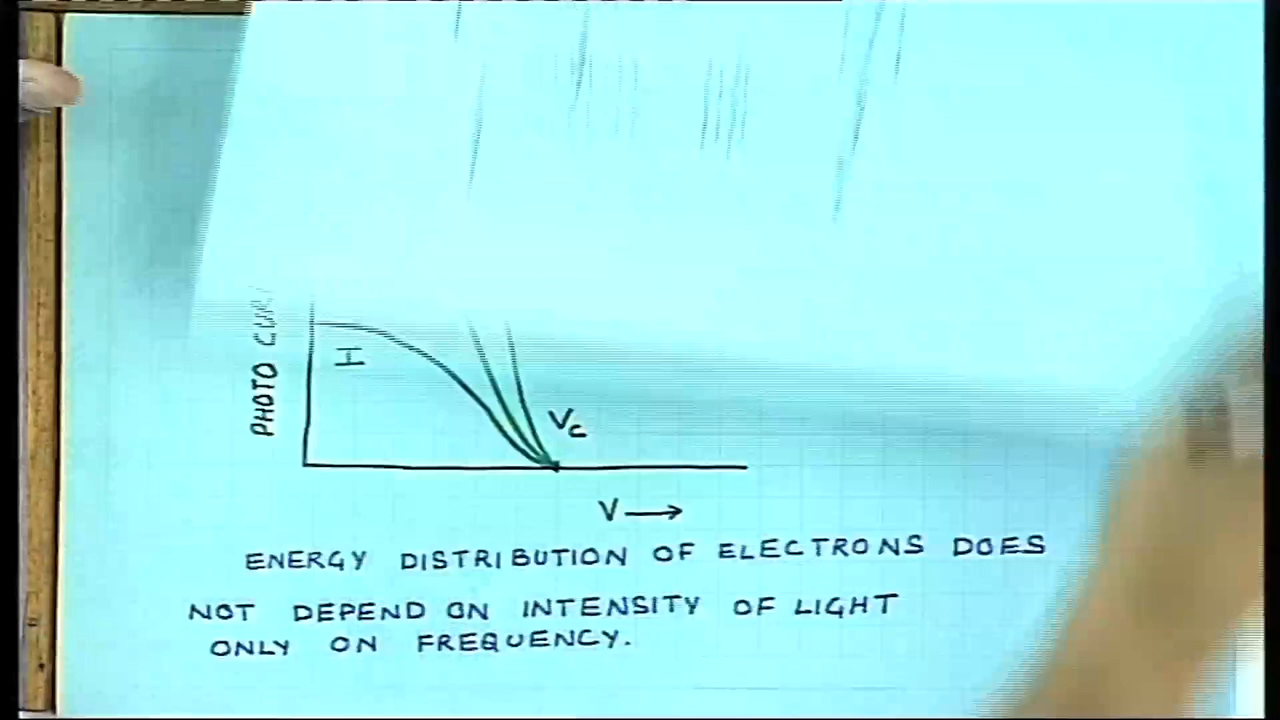 PHOTO
I
Vc
V →
ENERGY DISTRIBUTION OF ELECTRONS DOES
NOT DEPEND ON INTENSITY OF LIGHT
ONLY ON FREQUENCY.